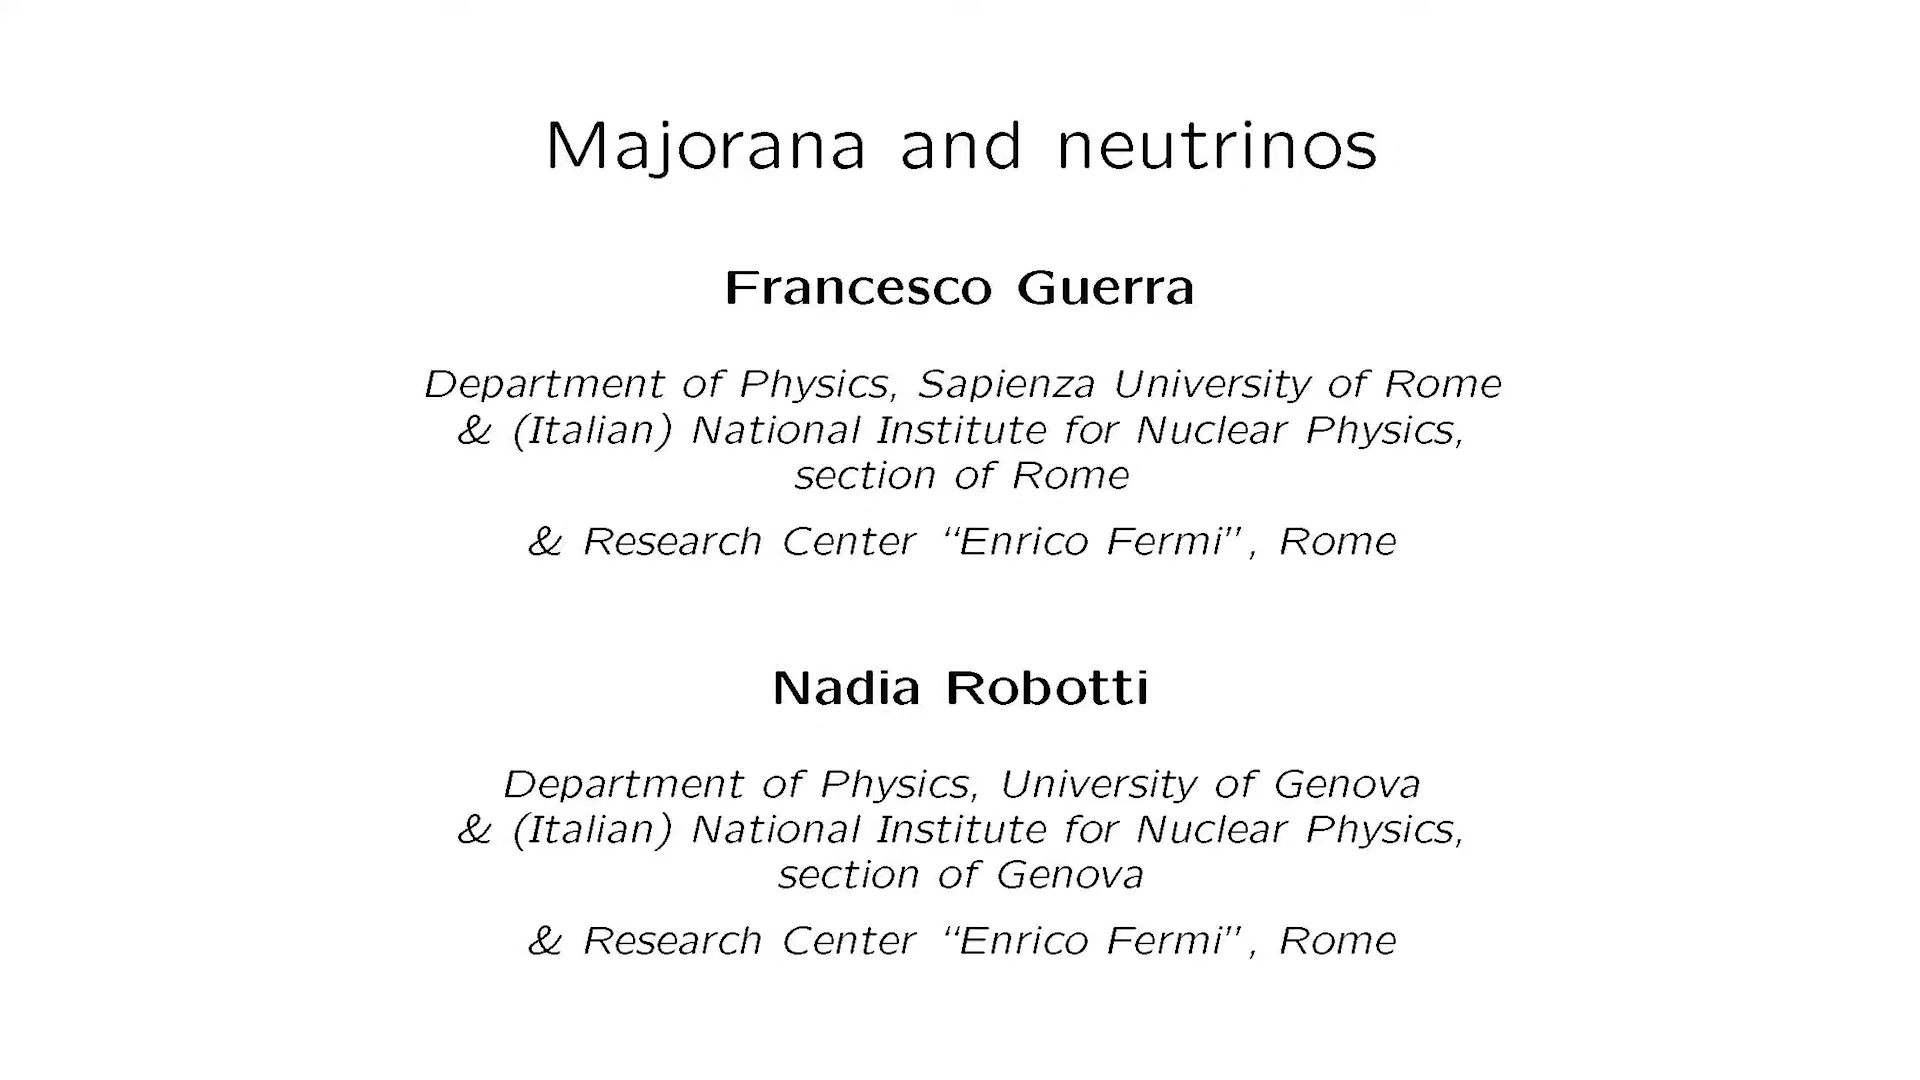 Majorana and neutrinos
Francesco Guerra
Department of Physics, Sapienza University of Rome
& (Italian) National Institute for Nuclear Physics,
section of Rome
& Research Center “Enrico Fermi”, Rome
Nadia Robotti
Department of Physics, University of Genova
& (Italian) National Institute for Nuclear Physics,
section of Genova
& Research Center “Enrico Fermi”, Rome